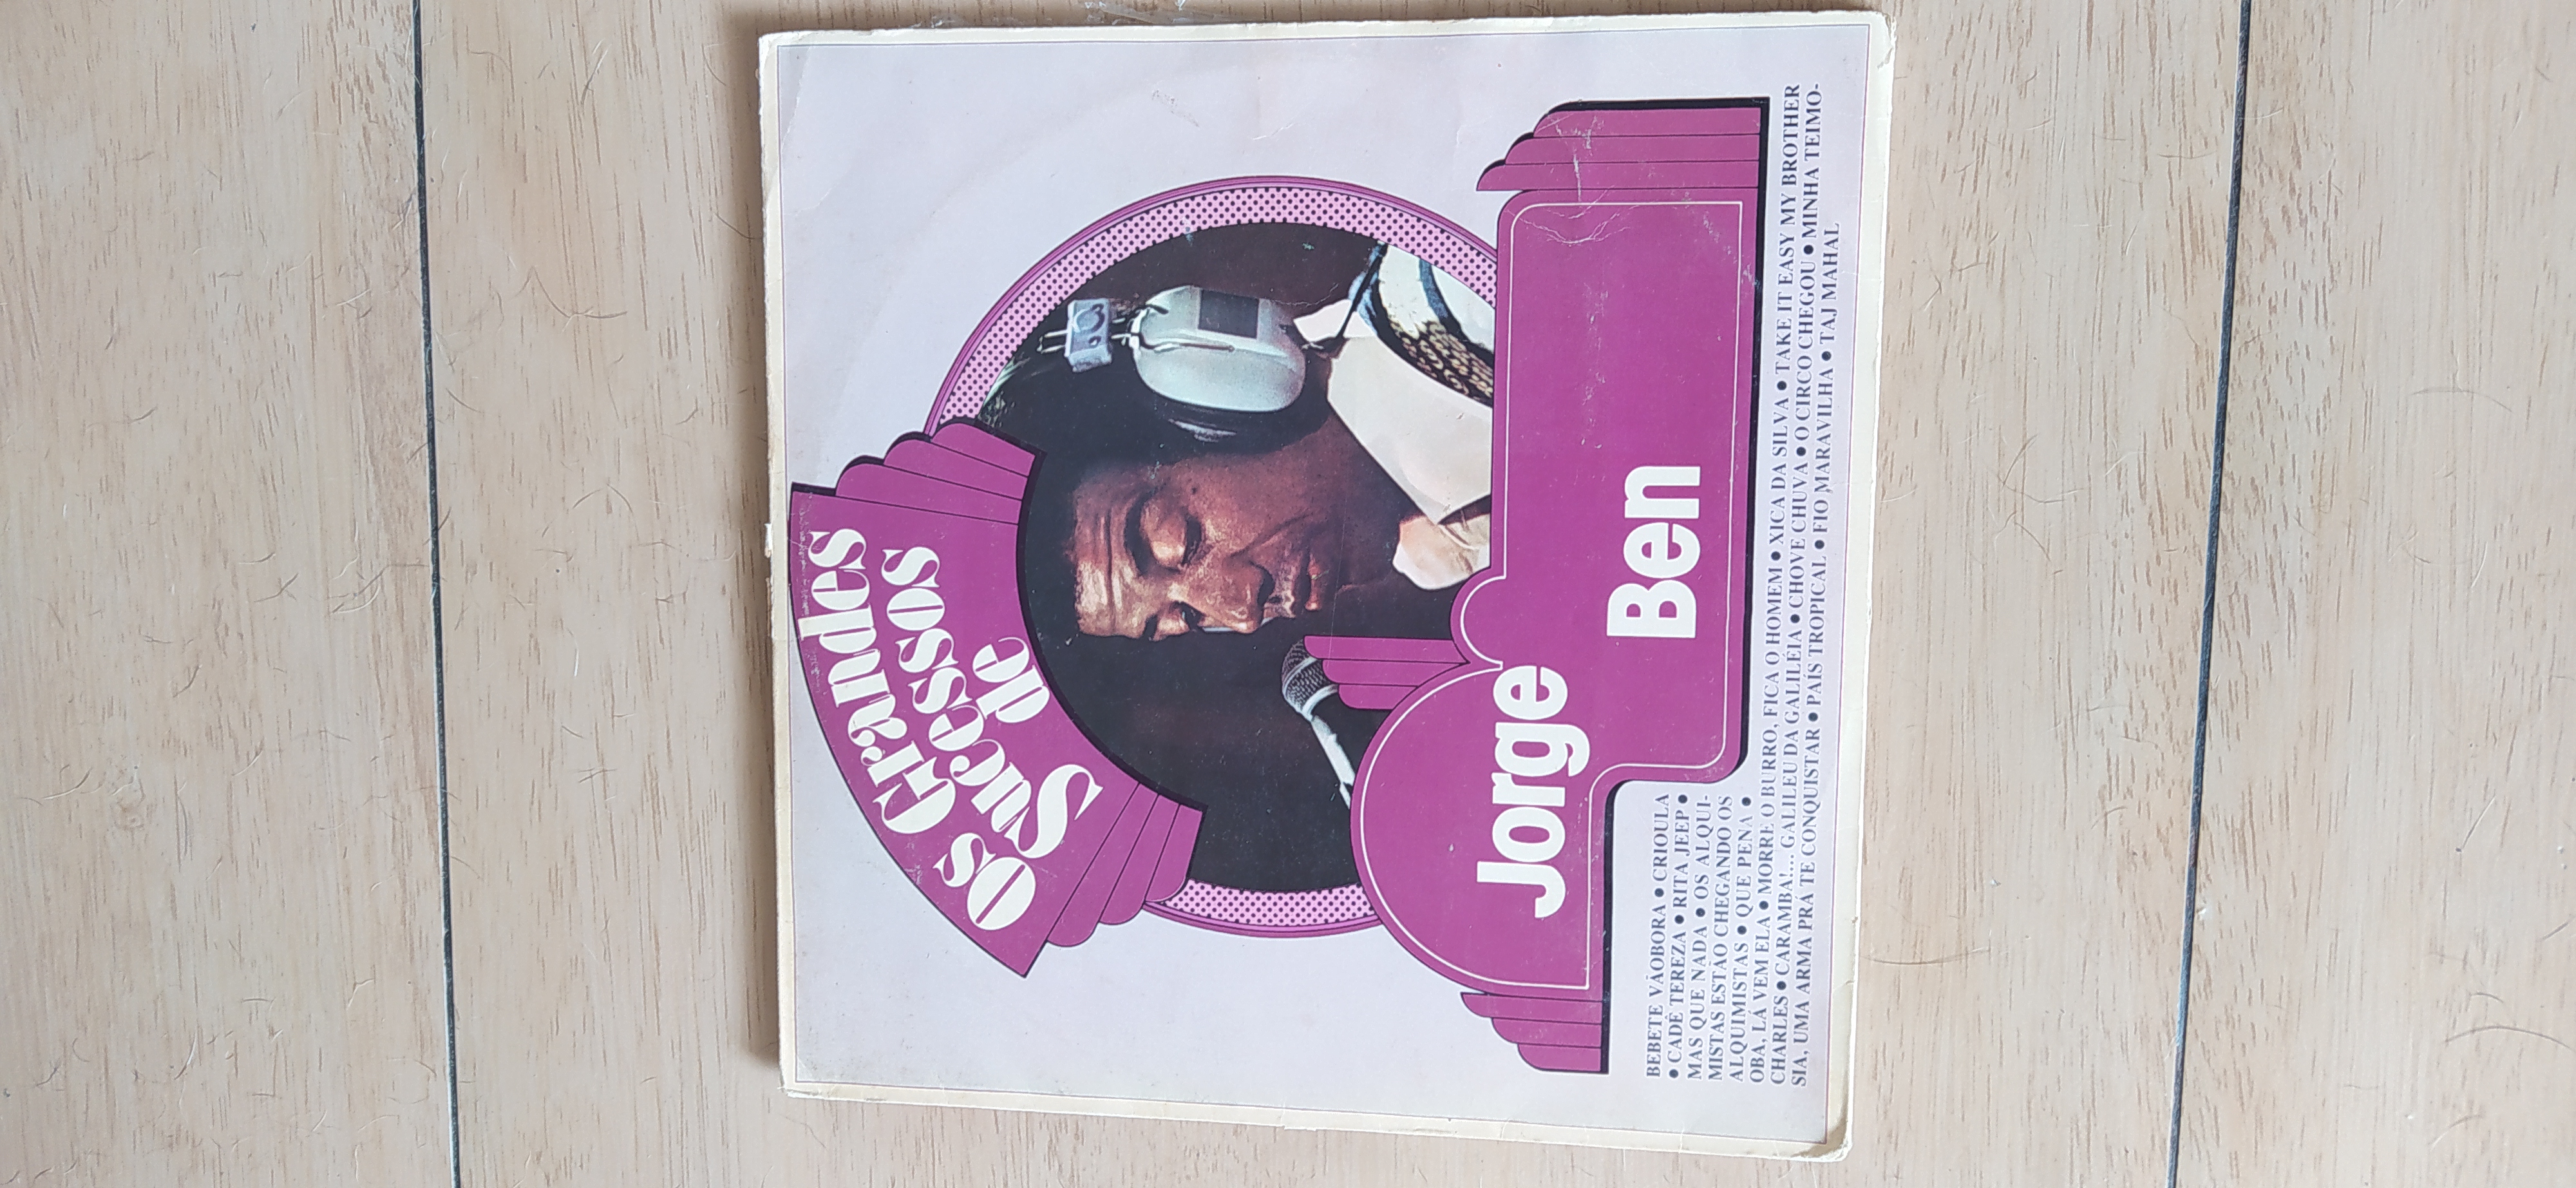 Os Grandes
Sucessos
de
Jorge
Ben
BEBETE VÃOBORA ● CRIOULA
● CADÊ TEREZA ● RITA JEEP ●
MAS QUE NADA ● OS ALQUI-
MISTAS ESTÃO CHEGANDO OS
ALQUIMISTAS ● QUE PENA ●
OBA, LÁ VEM ELA ● MORRE O BURRO, FICA O HOMEM ● XICA DA SILVA ● TAKE IT EASY MY BROTHER
CHARLES ● CARAMBA!... GALILEU DA GALILÉIA ● CHOVE CHUVA ● O CIRCO CHEGOU ● MINHA TEIMO-
SIA, UMA ARMA PRÁ TE CONQUISTAR ● PAÍS TROPICAL ● FIO MARAVILHA ● TAJ MAHAL